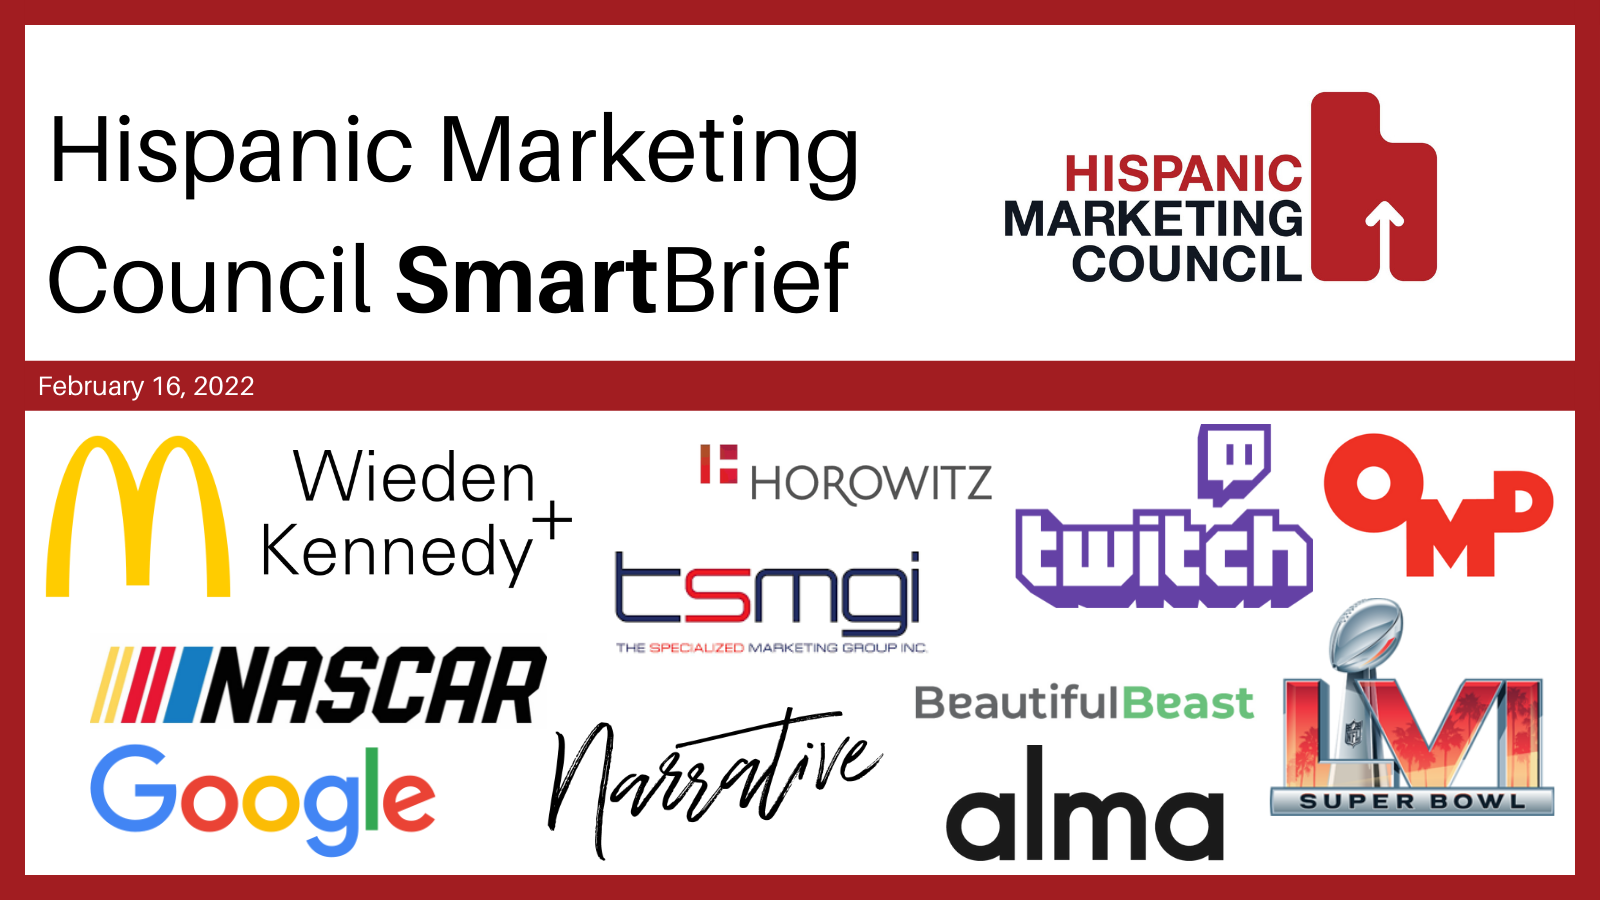 Hispanic Marketing
Council SmartBrief
HISPANIC
MARKETING
COUNCIL
February 16, 2022
Wieden
Kennedy+
HOROWITZ
twitch
OMD
tsmgi
THE SPECIALIZED MARKETING GROUP INC.
NASCAR
BeautifulBeast
NFL
LVI
SUPER BOWL
Google
Narrative
alma